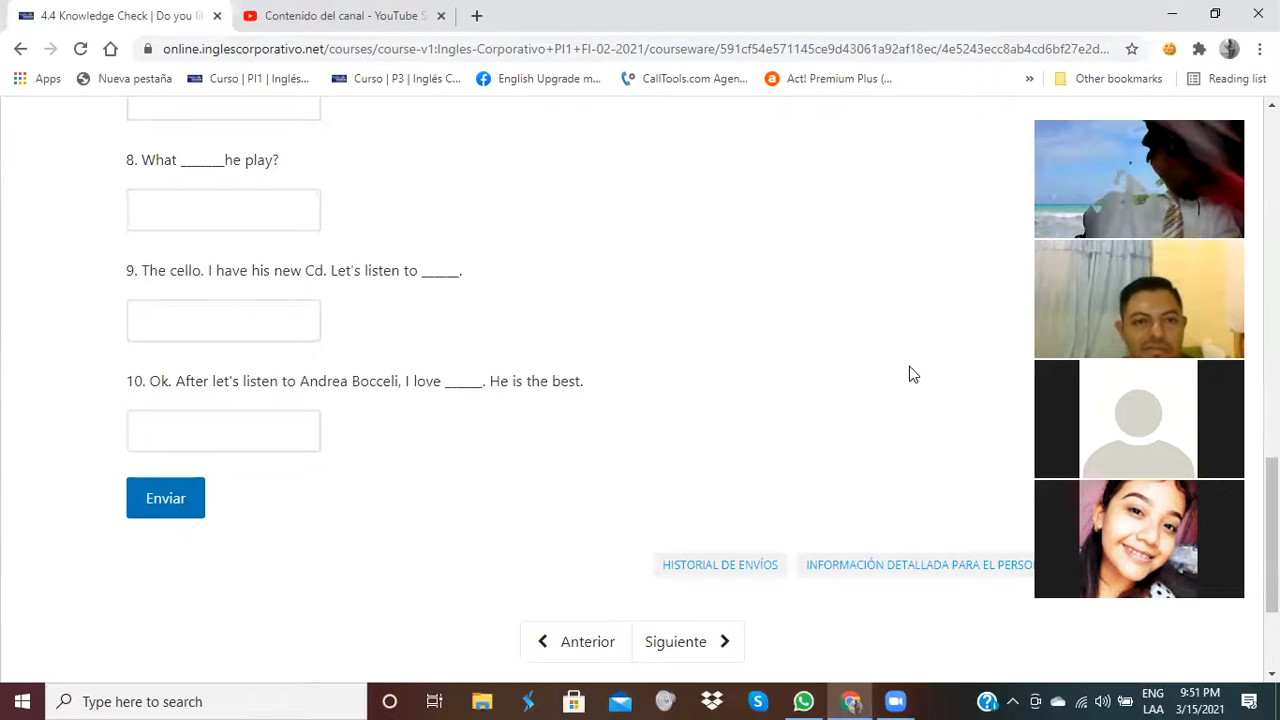 4.4 Knowledge Check | Do you li
Contenido del canal - YouTube S
online.inglescorporativo.net/courses/course-v1:Ingles-Corporativo+PI1+FI-02-2021/courseware/591cf54e571145ce9d43061a92af18ec/4e5243ecc8ab4cd6bf27e2d...
Apps
Nueva pestaña
Curso | PI1 | Inglés...
Curso | P3 | Inglés C...
English Upgrade m...
CallTools.com Agen...
Act! Premium Plus (...
»
Other bookmarks
Reading list
8. What _______he play?
9. The cello. I have his new Cd. Let's listen to ______.
10. Ok. After let's listen to Andrea Bocceli, I love ______. He is the best.
Enviar
HISTORIAL DE ENVÍOS
INFORMACIÓN DETALLADA PARA EL PERSO
Anterior
Siguiente
Type here to search
ENG
LAA
9:51 PM
3/15/2021